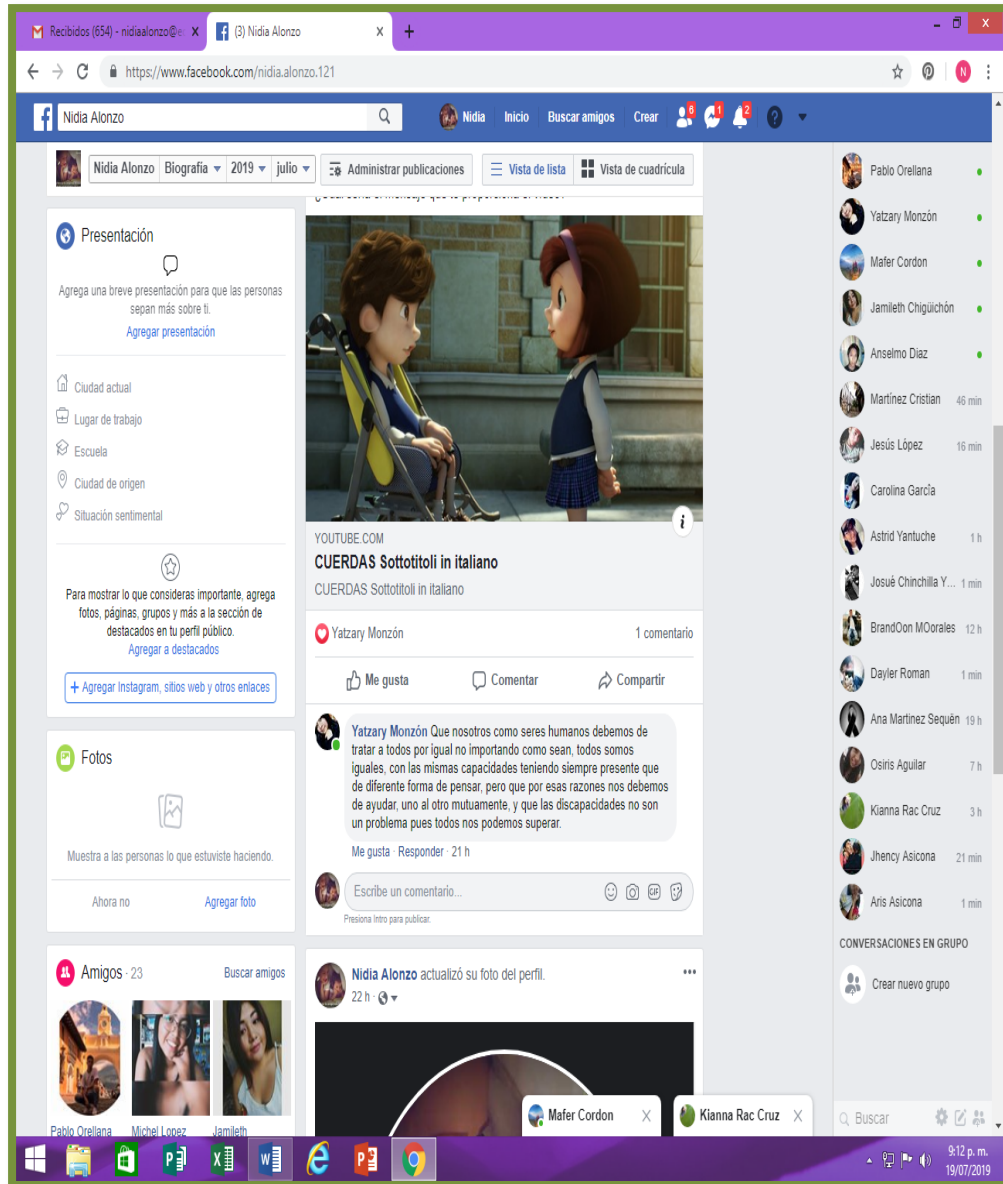 Recibidos (654) - nidiaalonzo@e
(3) Nidia Alonzo
https://www.facebook.com/nidia.alonzo.121
N
Nidia Alonzo
Nidia
Inicio
Buscar amigos
Crear
6
1
2
Nidia Alonzo
Biografía
2019
julio
Administrar publicaciones
Vista de lista
Vista de cuadrícula
Presentación
Agrega una breve presentación para que las personas
sepan más sobre ti.
Agregar presentación
Ciudad actual
Lugar de trabajo
Escuela
Ciudad de origen
Situación sentimental
Para mostrar lo que consideras importante, agrega
fotos, páginas, grupos y más a la sección de
destacados en tu perfil público.
Agregar a destacados
+ Agregar Instagram, sitios web y otros enlaces
Fotos
Muestra a las personas lo que estuviste haciendo.
Ahora no
Agregar foto
Amigos · 23
Buscar amigos
Pablo Orellana
Michel Lopez
Jamileth
YOUTUBE.COM
CUERDAS Sottotitoli in italiano
CUERDAS Sottotitoli in italiano
Yatzary Monzón
1 comentario
Me gusta
Comentar
Compartir
Yatzary Monzón Que nosotros como seres humanos debemos de
tratar a todos por igual no importando como sean, todos somos
iguales, con las mismas capacidades teniendo siempre presente que
de diferente forma de pensar, pero que por esas razones nos debemos
de ayudar, uno al otro mutuamente, y que las discapacidades no son
un problema pues todos nos podemos superar.
Me gusta · Responder · 21 h
Escribe un comentario...
GIF
Presiona Intro para publicar.
Nidia Alonzo actualizó su foto del perfil.
22 h
Mafer Cordon
Kianna Rac Cruz
Pablo Orellana
Yatzary Monzón
Mafer Cordon
Jamileth Chigüichón
Anselmo Diaz
Martínez Cristian 46 min
Jesús López 16 min
Carolina García
Astrid Yantuche 1 h
Josué Chinchilla Y... 1 min
BrandOon MOorales 12 h
Dayler Roman 1 min
Ana Martinez Sequén 19 h
Osiris Aguilar 7 h
Kianna Rac Cruz 3 h
Jhency Asicona 21 min
Aris Asicona 1 min
CONVERSACIONES EN GRUPO
Crear nuevo grupo
Buscar
9:12 p. m.
19/07/2019